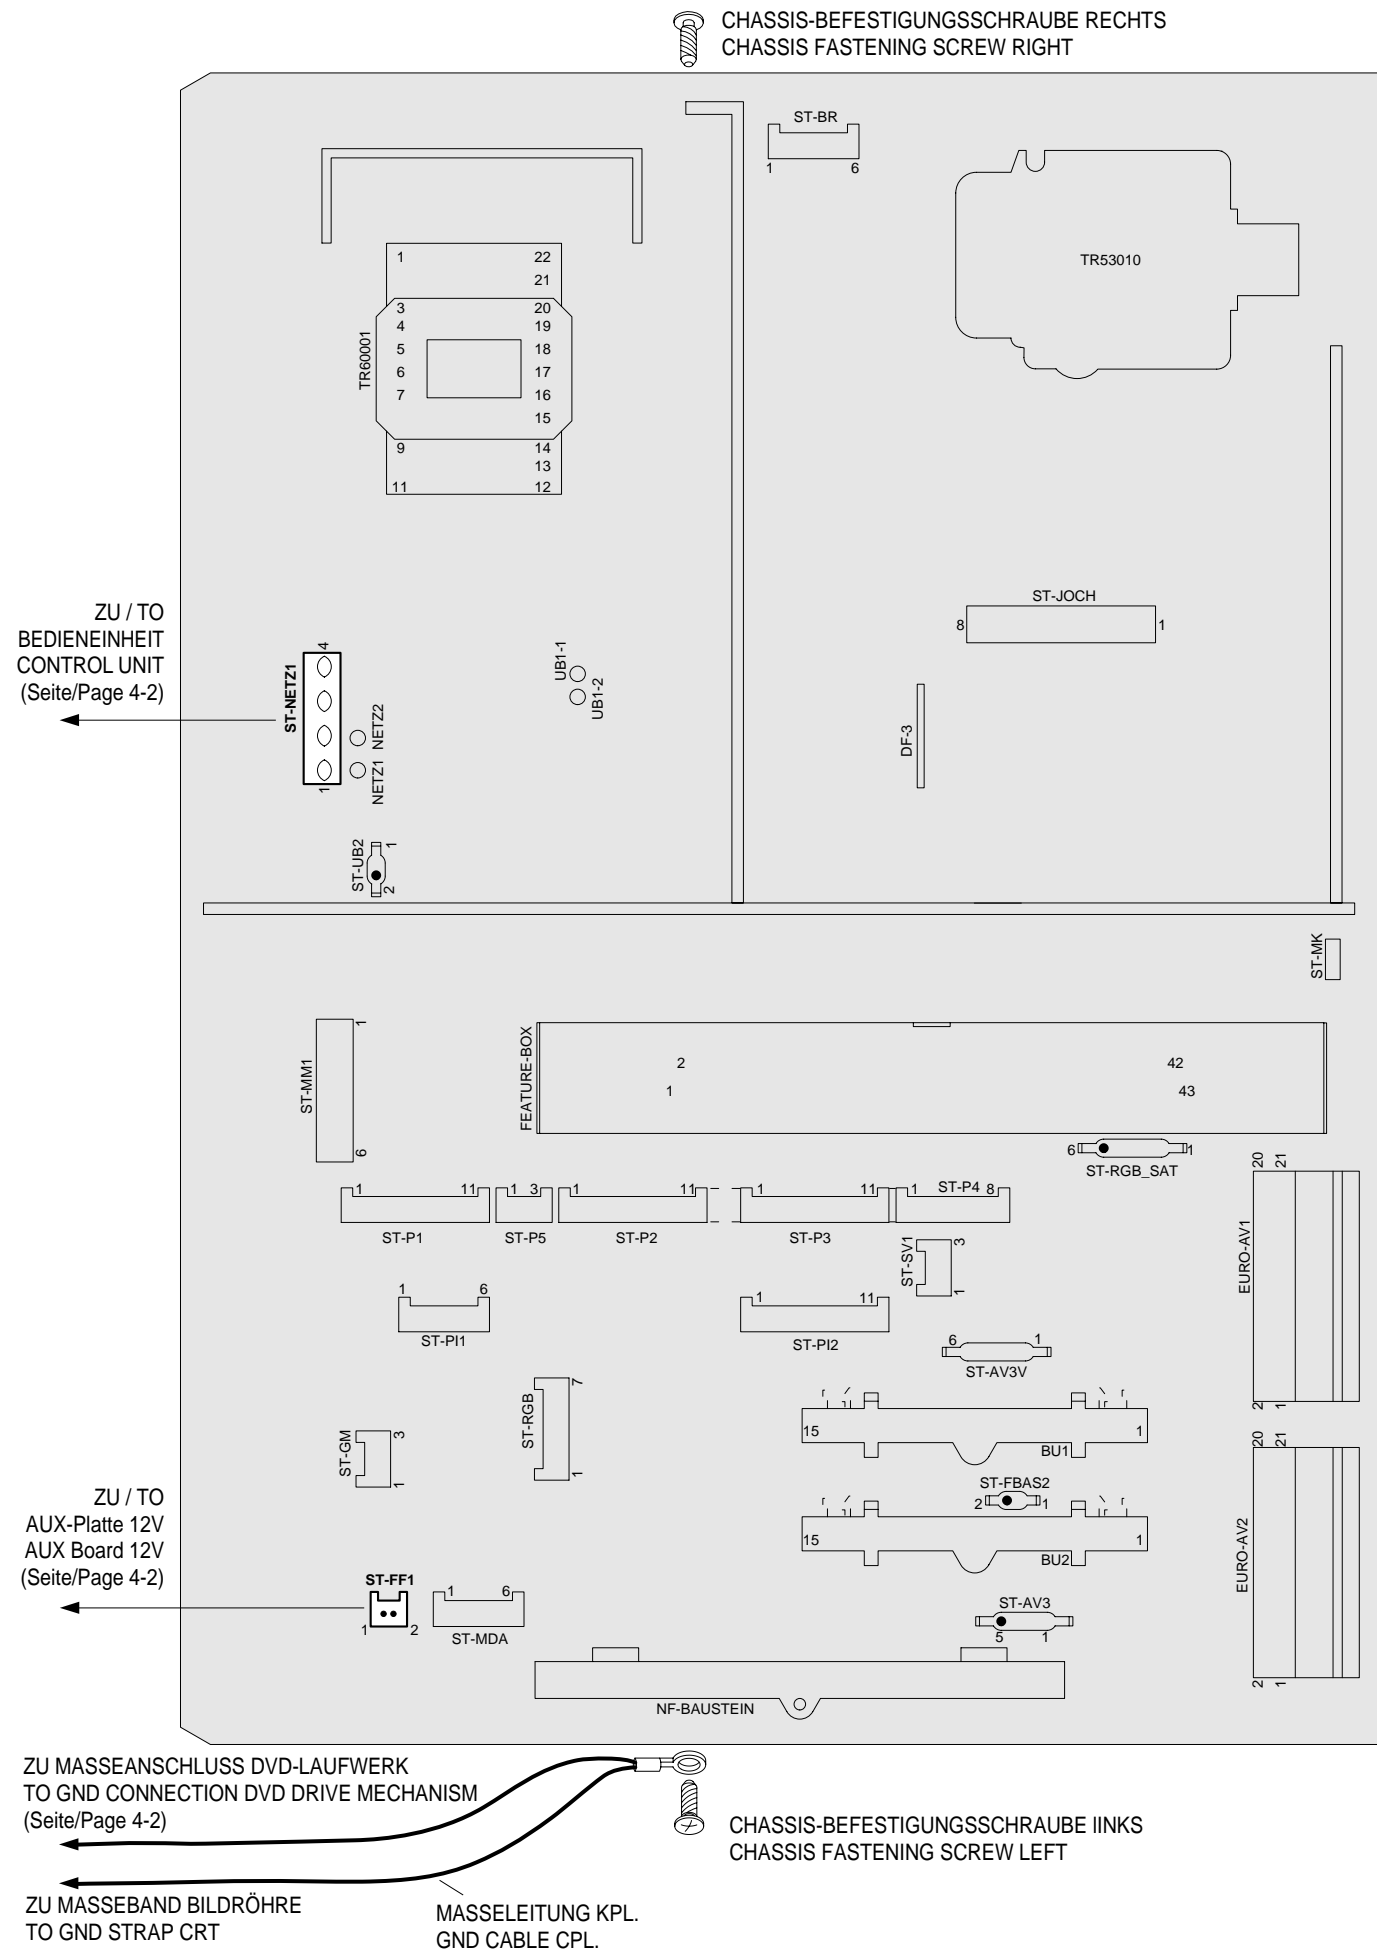 CHASSIS-BEFESTIGUNGSSCHRAUBE RECHTS
CHASSIS FASTENING SCREW RIGHT
ST-BR
1 6
TR53010
1 22
21
3 20
4 19
5 18
6 17
7 16
15
9 14
13
11 12
TR60001
ST-JOCH
8 1
ZU / TO
BEDIENEINHEIT
CONTROL UNIT
(Seite/Page 4-2)
4
ST-NETZ1
1
NETZ2
NETZ1
UB1-1
UB1-2
DF-3
ST-UB2
1
2
ST-MK
ST-MM1
1
6
FEATURE-BOX
2 42
1 43
6 1
ST-RGB_SAT
1 11
ST-P1
1 3
ST-P5
1 11
ST-P2
1 11
ST-P3
1 ST-P4 8
ST-SV1
3
1
20 21
EURO-AV1
2 1
1 6
ST-PI1
1 11
ST-PI2
6 1
ST-AV3V
ST-RGB
7
1
15 1
BU1
ST-GM
3
1
ST-FBAS2
2 1
15 1
BU2
20 21
EURO-AV2
2 1
ZU / TO
AUX-Platte 12V
AUX Board 12V
(Seite/Page 4-2)
ST-FF1
1 2
1 6
ST-MDA
ST-AV3
5 1
NF-BAUSTEIN
ZU MASSEANSCHLUSS DVD-LAUFWERK
TO GND CONNECTION DVD DRIVE MECHANISM
(Seite/Page 4-2)
CHASSIS-BEFESTIGUNGSSCHRAUBE IINKS
CHASSIS FASTENING SCREW LEFT
ZU MASSEBAND BILDRÖHRE
TO GND STRAP CRT
MASSELEITUNG KPL.
GND CABLE CPL.